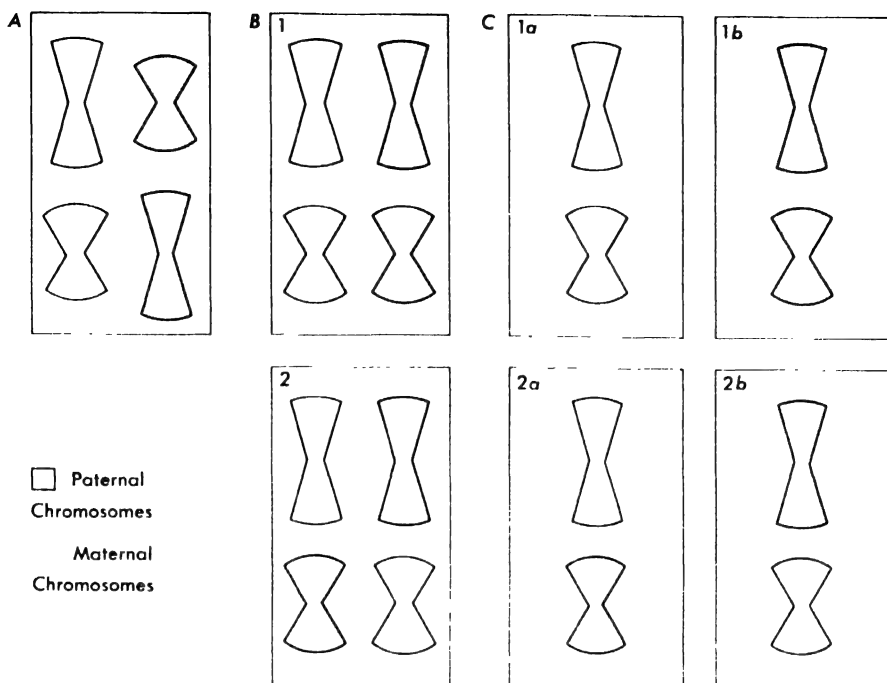 A
B
1
C
1a
1b
2
2a
2b
Paternal
Chromosomes
Maternal
Chromosomes